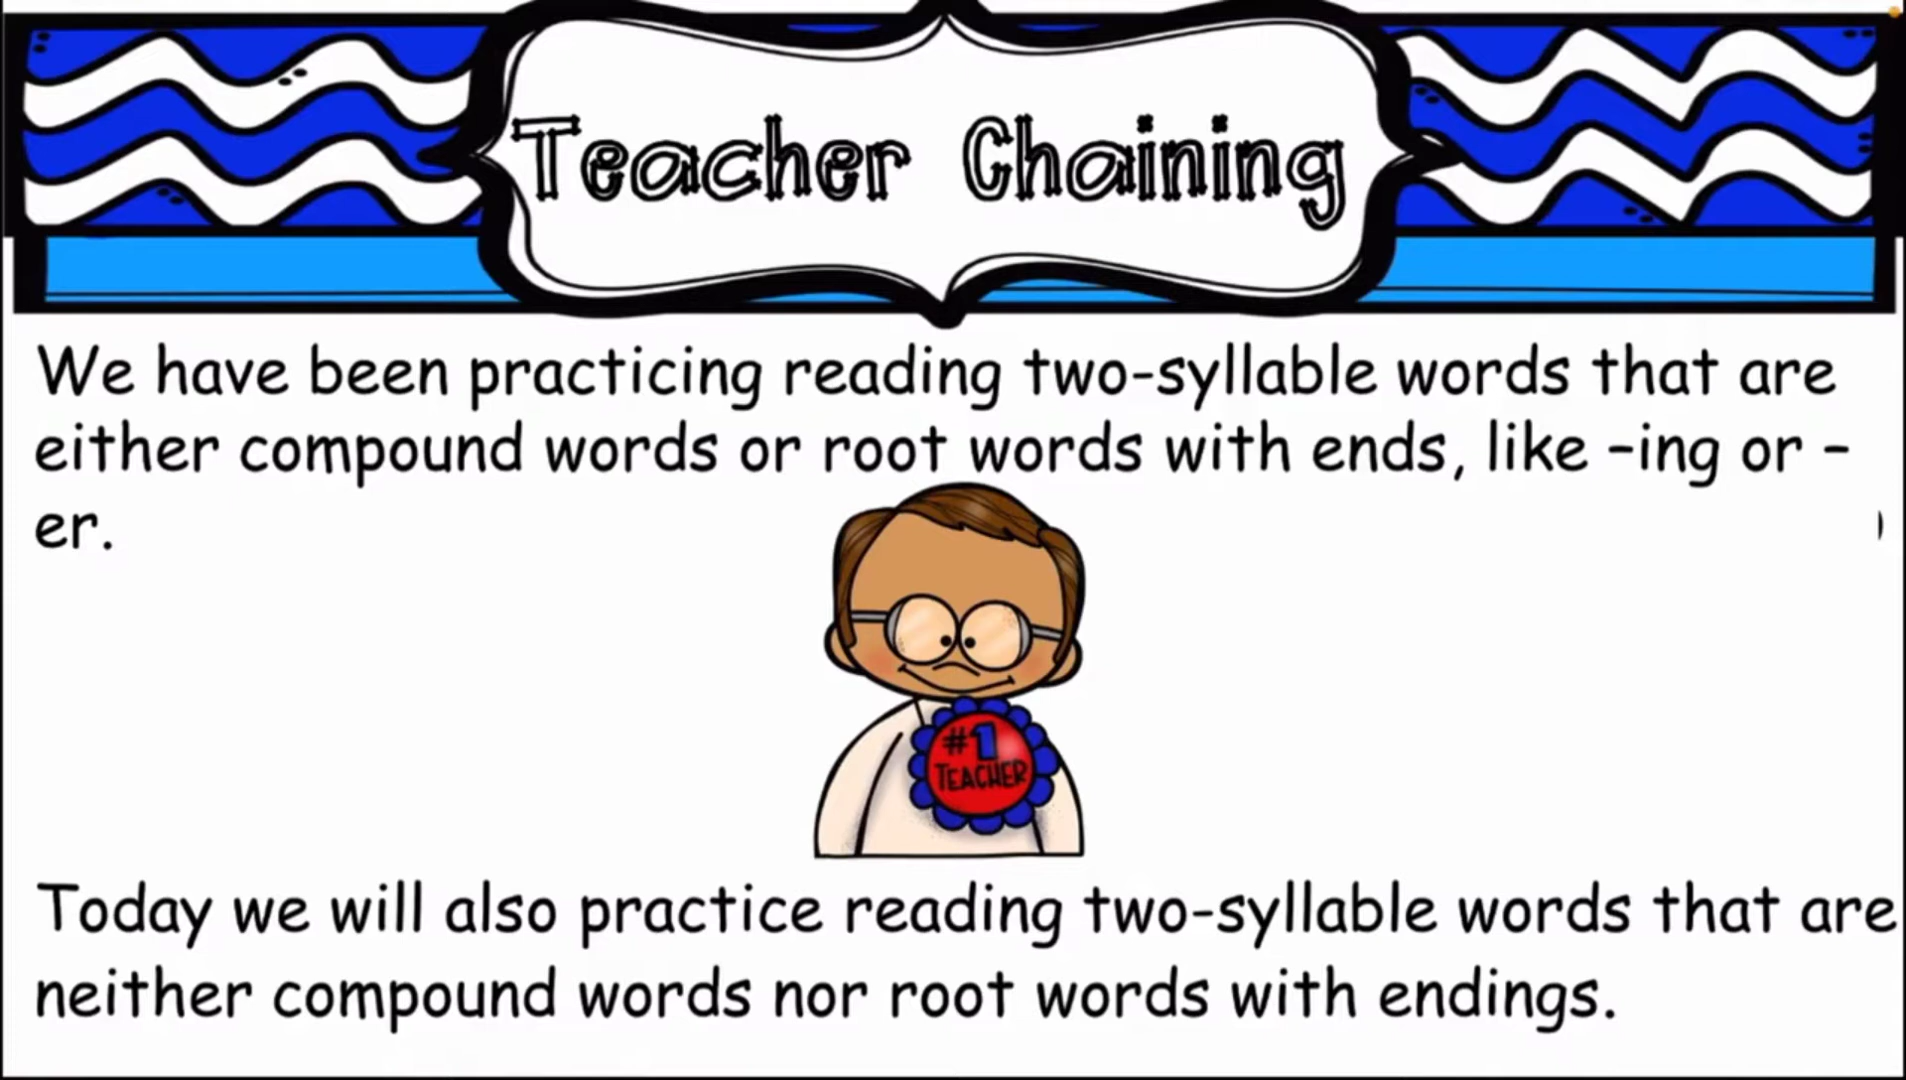 Teacher Chaining
We have been practicing reading two-syllable words that are
either compound words or root words with ends, like –ing or –
er.
#1
TEACHER
Today we will also practice reading two-syllable words that are
neither compound words nor root words with endings.